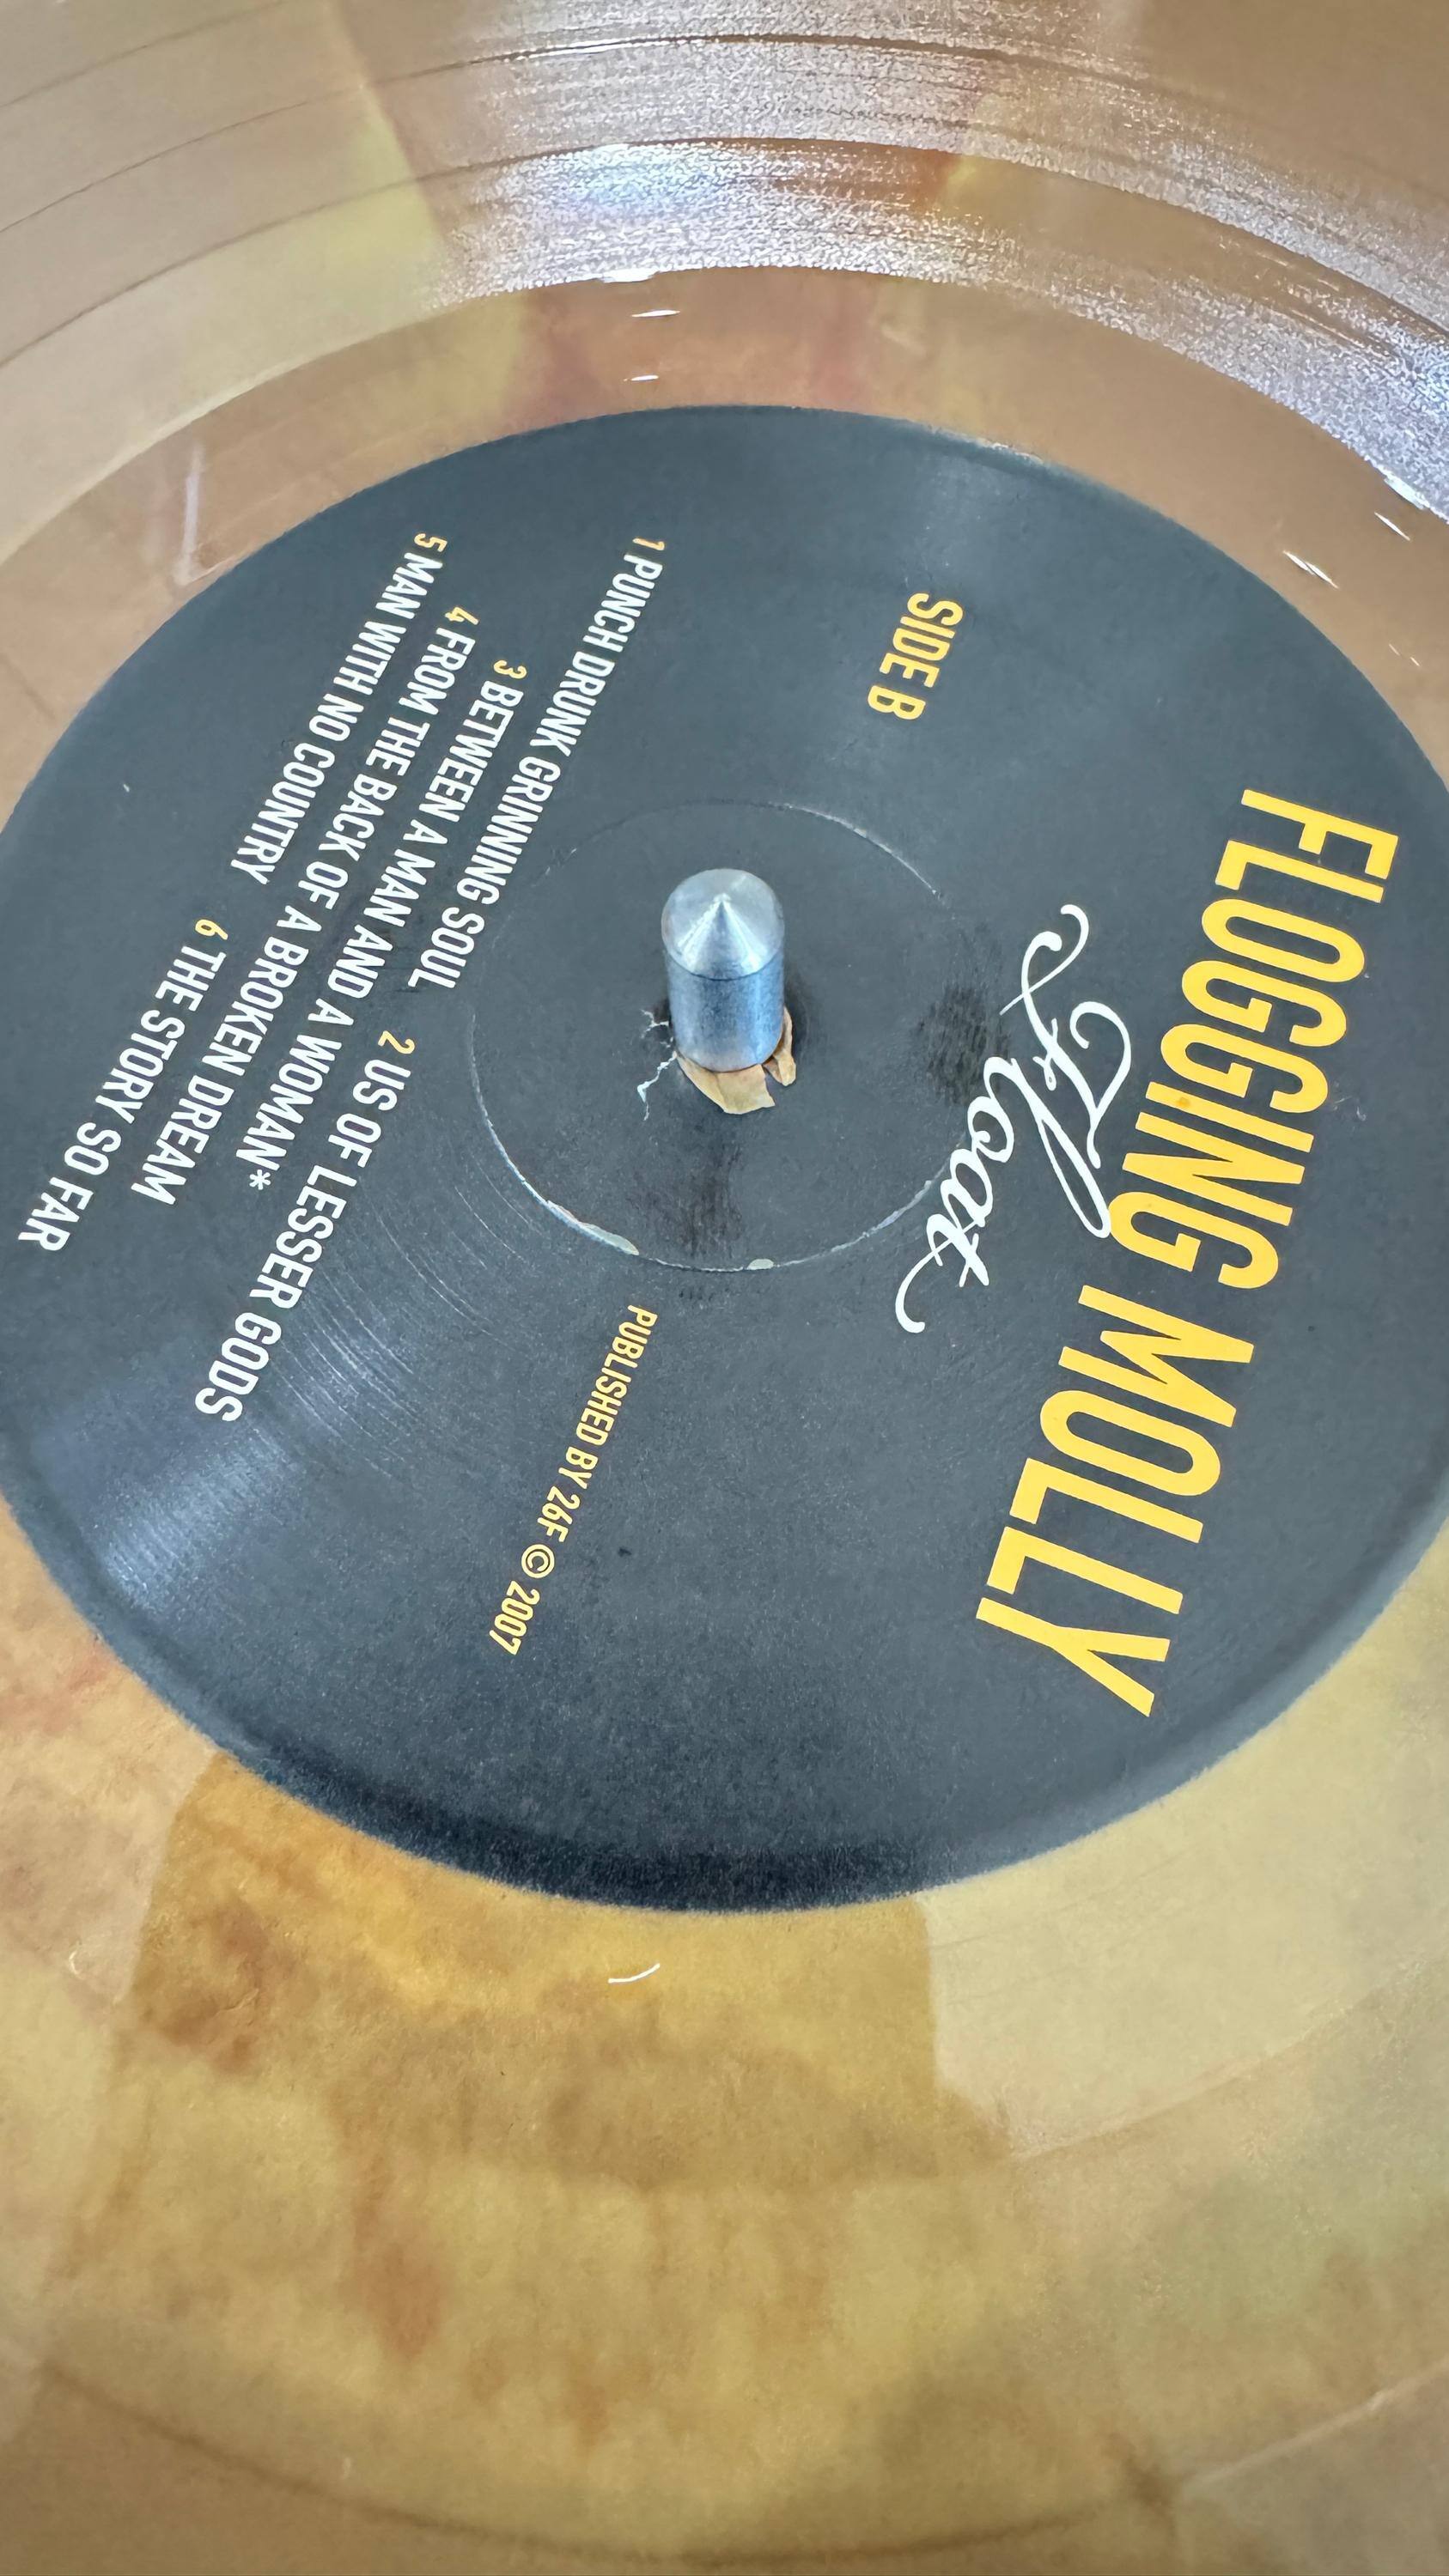 FLOGGING MOLLY
Float
SIDE B
PUBLISHED BY 26F © 2007
1 PUNCH DRUNK GRINNING SOUL 2 US OF LESSER GODS
3 BETWEEN A MAN AND A WOMAN*
4 FROM THE BACK OF A BROKEN DREAM
5 MAN WITH NO COUNTRY 6 THE STORY SO FAR